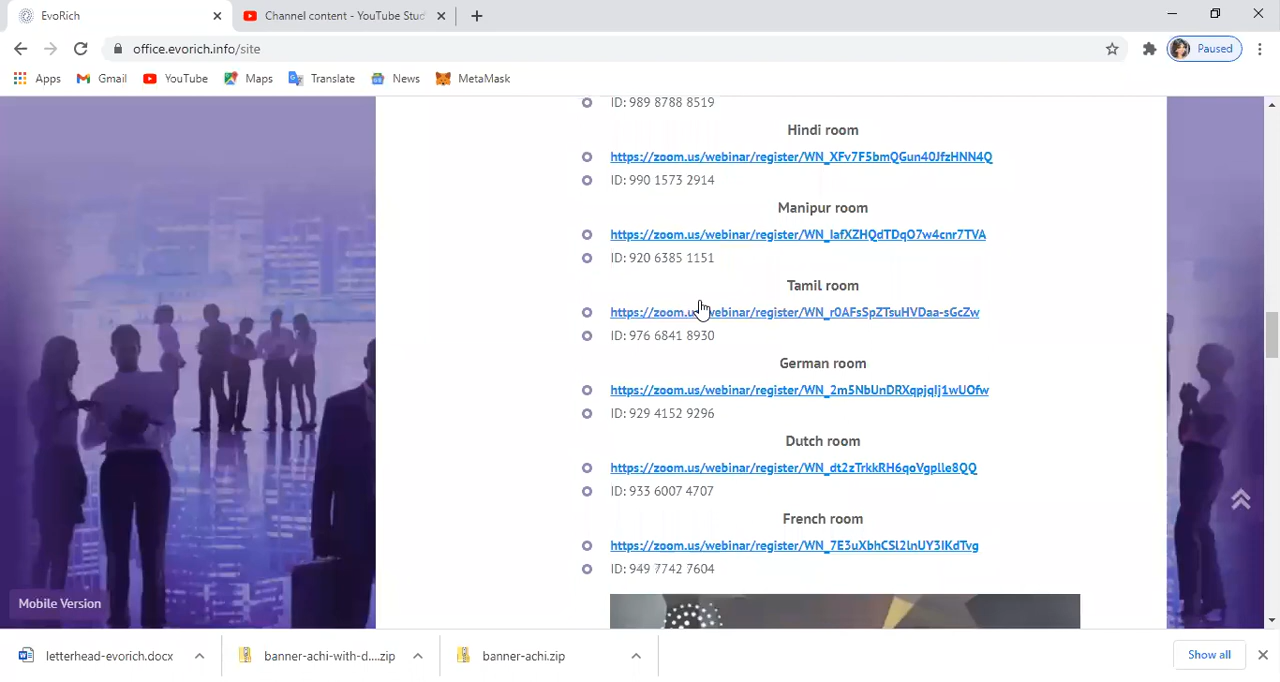 EvoRich
Channel content - YouTube Stud
office.evorich.info/site
Paused
Apps
Gmail
YouTube
Maps
Translate
News
MetaMask
ID: 989 8788 8519
Hindi room
https://zoom.us/webinar/register/WN_XFv7F5bmQGun40JfzHNN4Q
ID: 990 1573 2914
Manipur room
https://zoom.us/webinar/register/WN_IafXZHQdTDqO7w4cnr7TVA
ID: 920 6385 1151
Tamil room
https://zoom.us/webinar/register/WN_r0AFsSpZTsuHVDaa-sGcZw
ID: 976 6841 8930
German room
https://zoom.us/webinar/register/WN_2m5NbUnDRXqpjqIj1wUOfw
ID: 929 4152 9296
Dutch room
https://zoom.us/webinar/register/WN_dt2zTrkkRH6qoVgplle8QQ
ID: 933 6007 4707
French room
https://zoom.us/webinar/register/WN_7E3uXbhCSl2lnUY3IKdTvg
ID: 949 7742 7604
Mobile Version
letterhead-evorich.docx
banner-achi-with-d....zip
banner-achi.zip
Show all